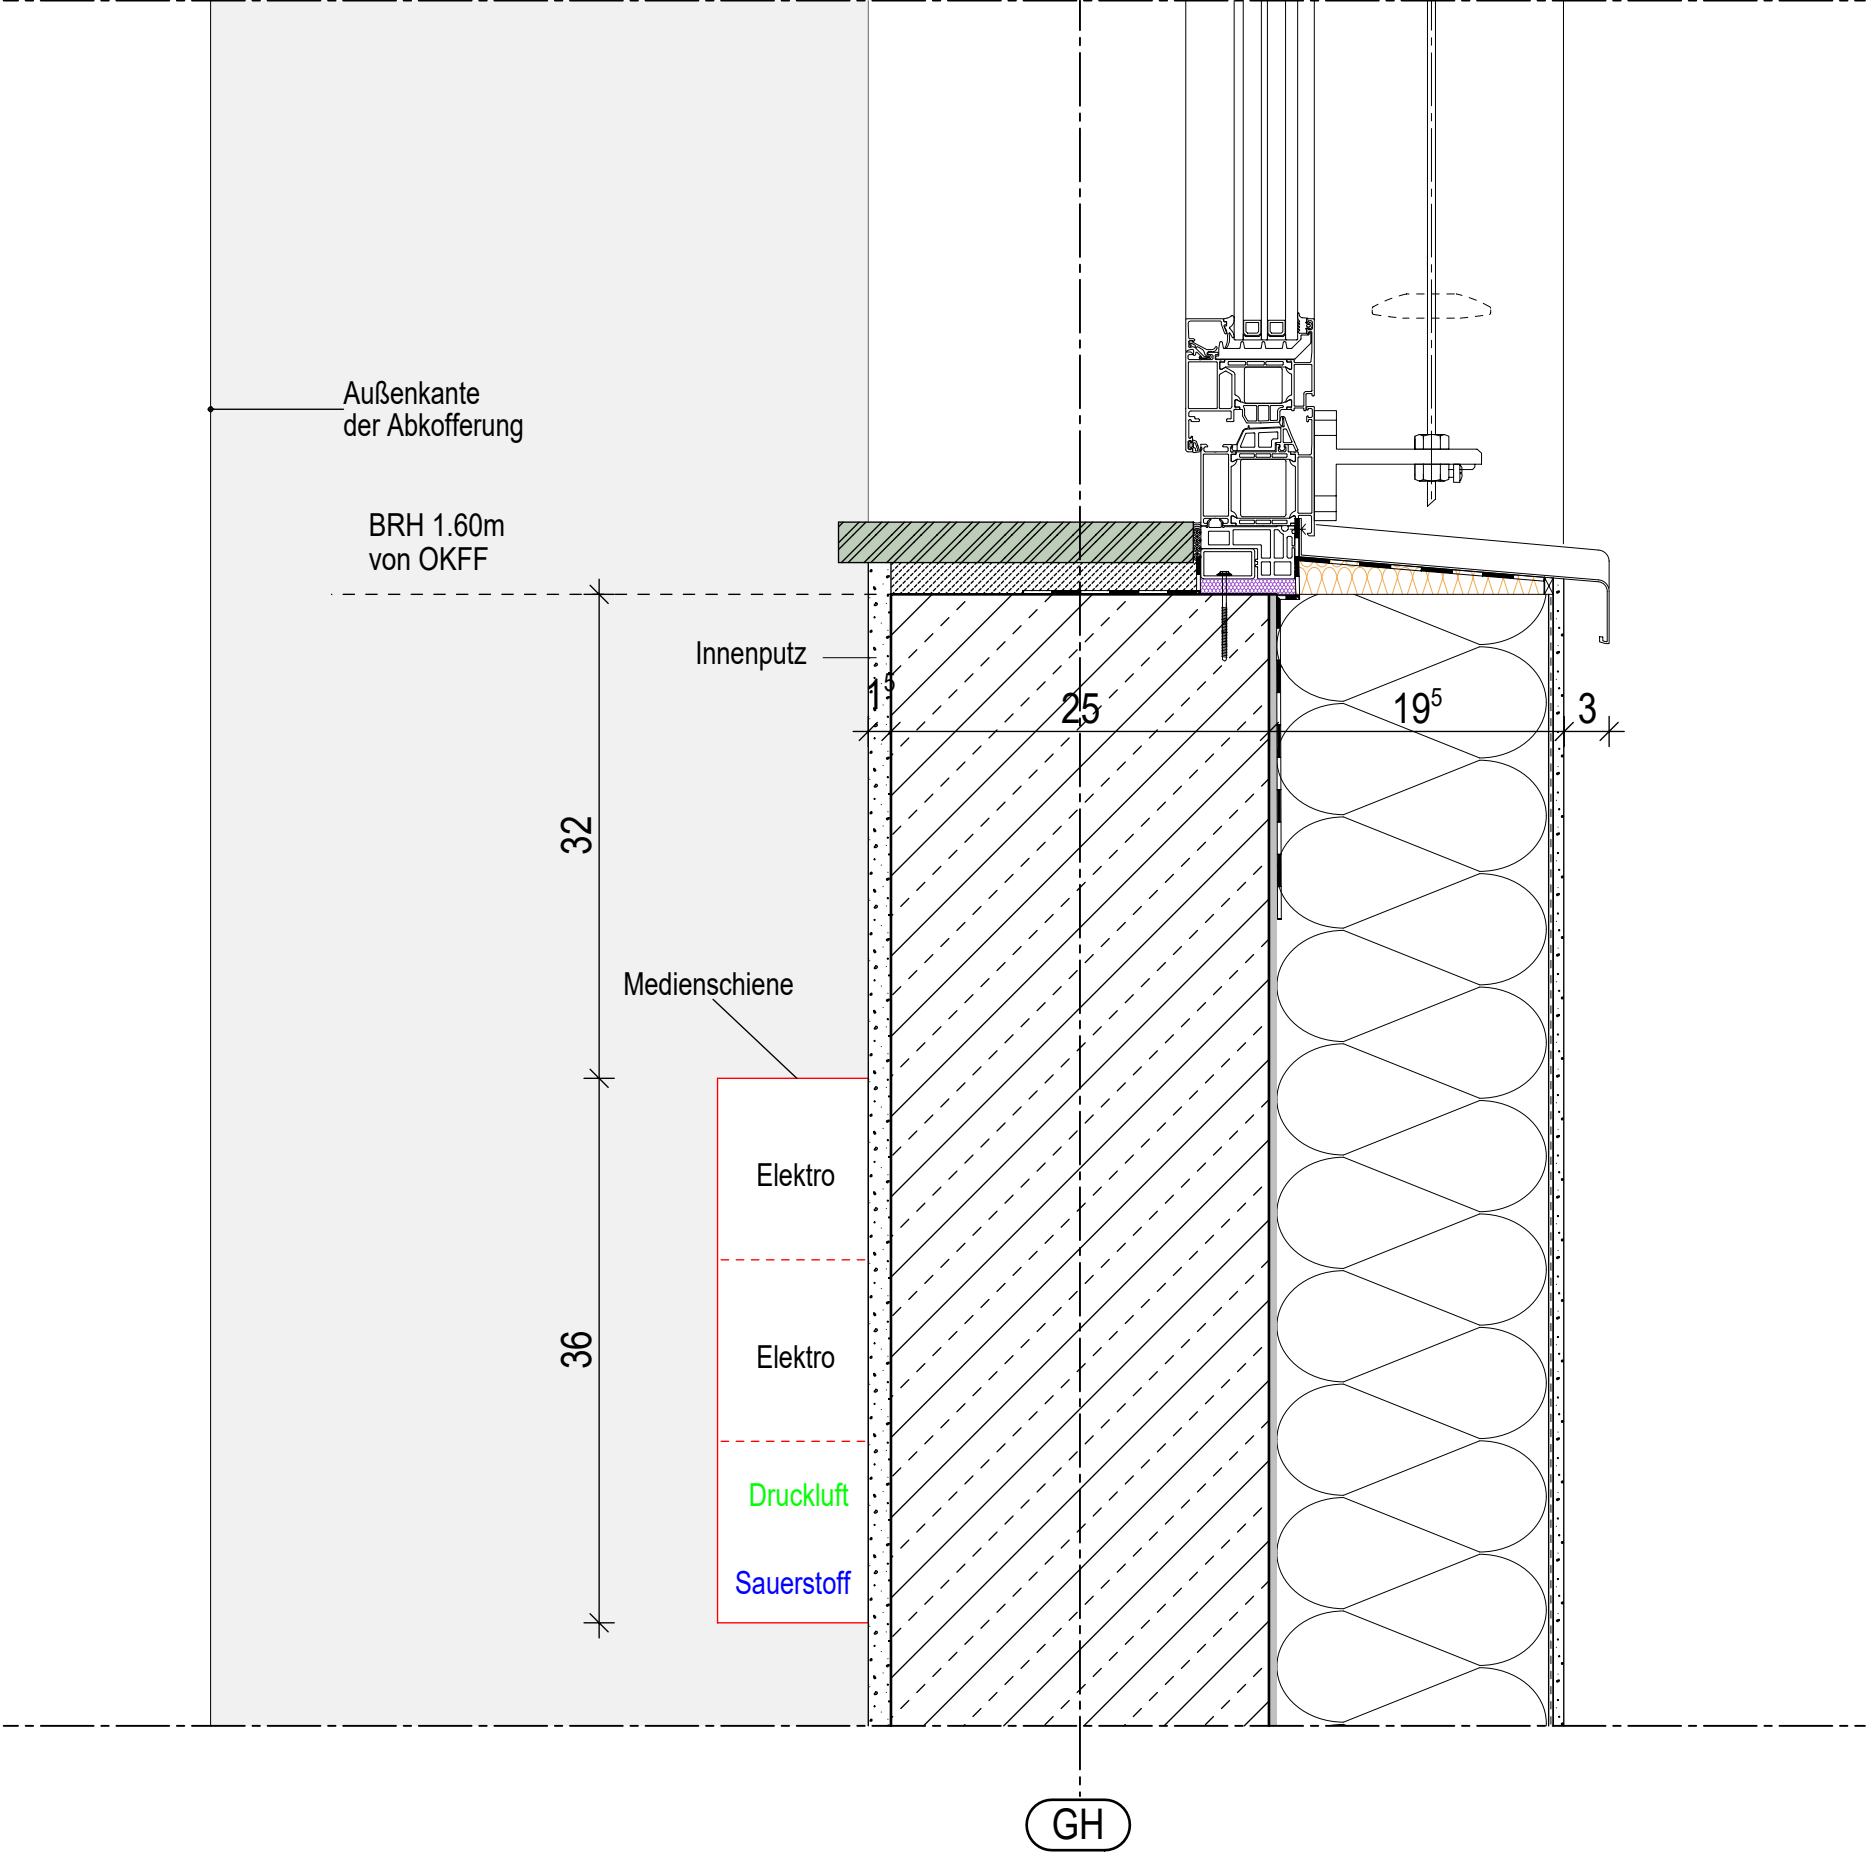 Außenkante
der Abkofferung
BRH 1.60m
von OKFF
Innenputz
1⁵
25
19⁵
3
32
Medienschiene
Elektro
36
Elektro
Druckluft
Sauerstoff
GH